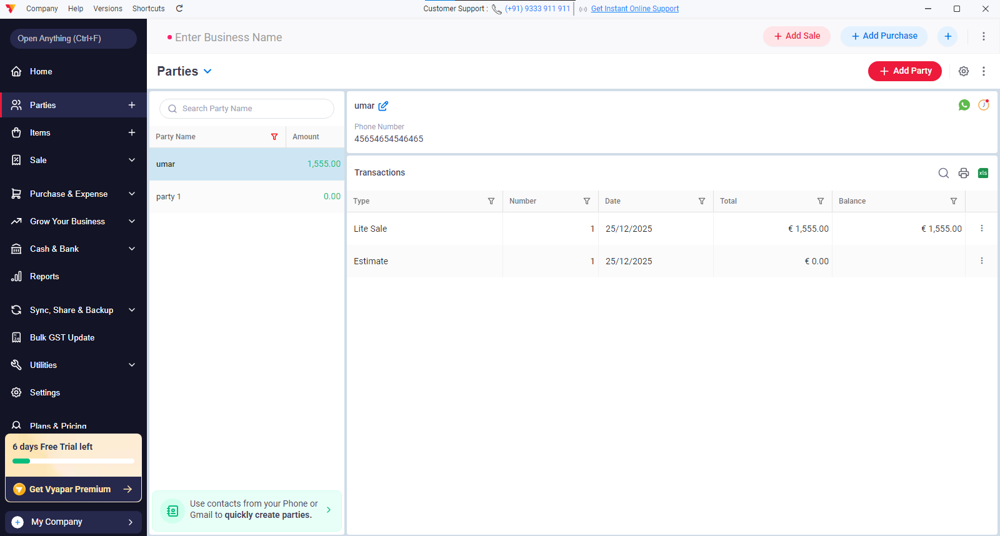 Company Help Versions Shortcuts
Customer Support : (+91) 9333 911 911 Get Instant Online Support
Open Anything (Ctrl+F)
Enter Business Name
Add Sale
Add Purchase
Home
Parties
Items
Sale
Purchase & Expense
Grow Your Business
Cash & Bank
Reports
Sync, Share & Backup
Bulk GST Update
Utilities
Settings
Plans & Pricing
6 days Free Trial left
Get Vyapar Premium
My Company
Parties
Add Party
Search Party Name
Party Name Amount
umar 1,555.00
party 1 0.00
Use contacts from your Phone or
Gmail to quickly create parties.
umar
Phone Number
45654654546465
Transactions
xls
Type Number Date Total Balance
Lite Sale 1 25/12/2025 € 1,555.00 € 1,555.00
Estimate 1 25/12/2025 € 0.00